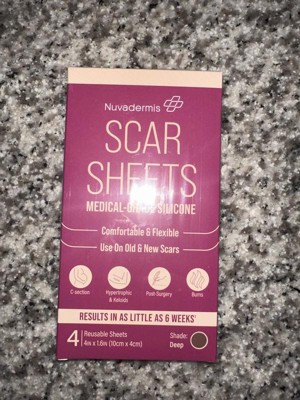 Nuvadermis
SCAR
SHEETS
MEDICAL-GRADE SILICONE
Comfortable & Flexible
Use On Old & New Scars
C-section
Hypertrophic
& Keloids
Post-Surgery
Burns
RESULTS IN AS LITTLE AS 6 WEEKS
4 Reusable Sheets
4IN x 1.6IN (10cm x 4cm)
Shade:
Deep